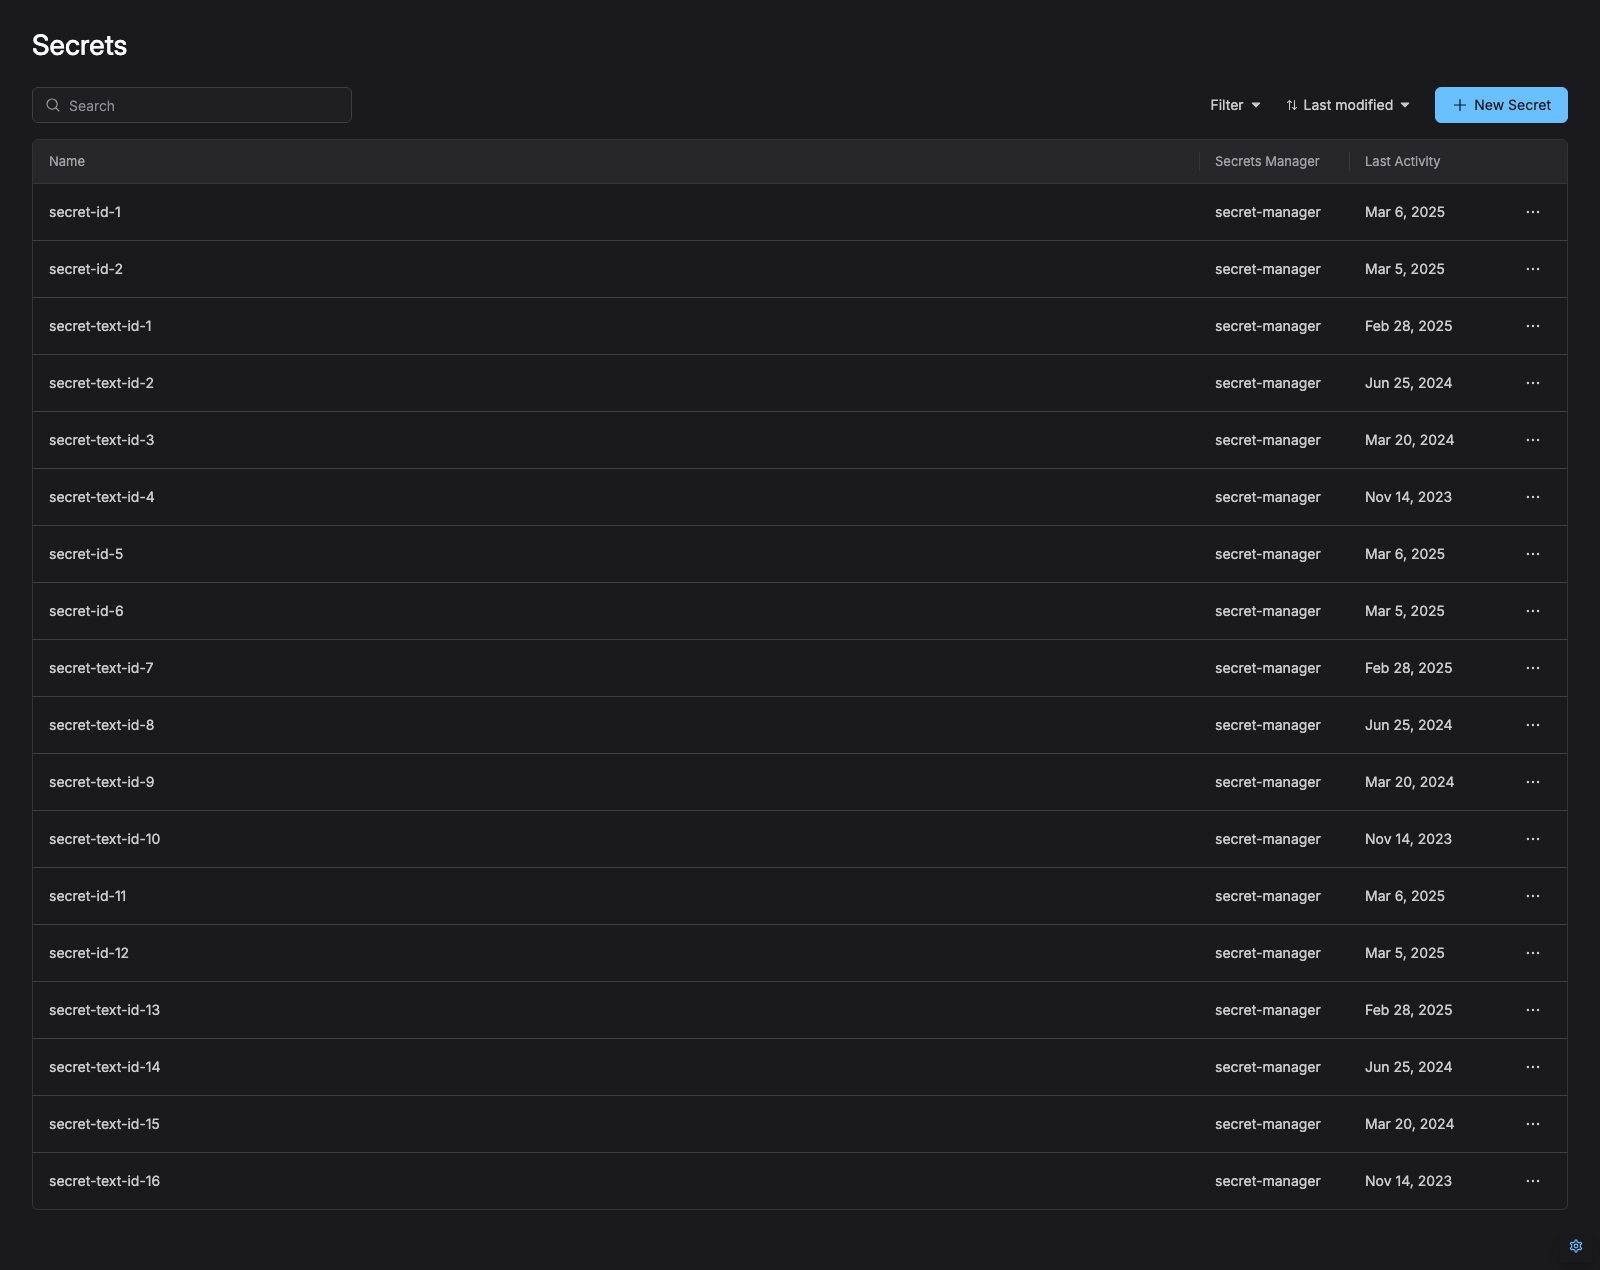 Secrets
Search
Filter
Last modified
New Secret
Name Secrets Manager Last Activity
secret-id-1 secret-manager Mar 6, 2025
secret-id-2 secret-manager Mar 5, 2025
secret-text-id-1 secret-manager Feb 28, 2025
secret-text-id-2 secret-manager Jun 25, 2024
secret-text-id-3 secret-manager Mar 20, 2024
secret-text-id-4 secret-manager Nov 14, 2023
secret-id-5 secret-manager Mar 6, 2025
secret-id-6 secret-manager Mar 5, 2025
secret-text-id-7 secret-manager Feb 28, 2025
secret-text-id-8 secret-manager Jun 25, 2024
secret-text-id-9 secret-manager Mar 20, 2024
secret-text-id-10 secret-manager Nov 14, 2023
secret-id-11 secret-manager Mar 6, 2025
secret-id-12 secret-manager Mar 5, 2025
secret-text-id-13 secret-manager Feb 28, 2025
secret-text-id-14 secret-manager Jun 25, 2024
secret-text-id-15 secret-manager Mar 20, 2024
secret-text-id-16 secret-manager Nov 14, 2023